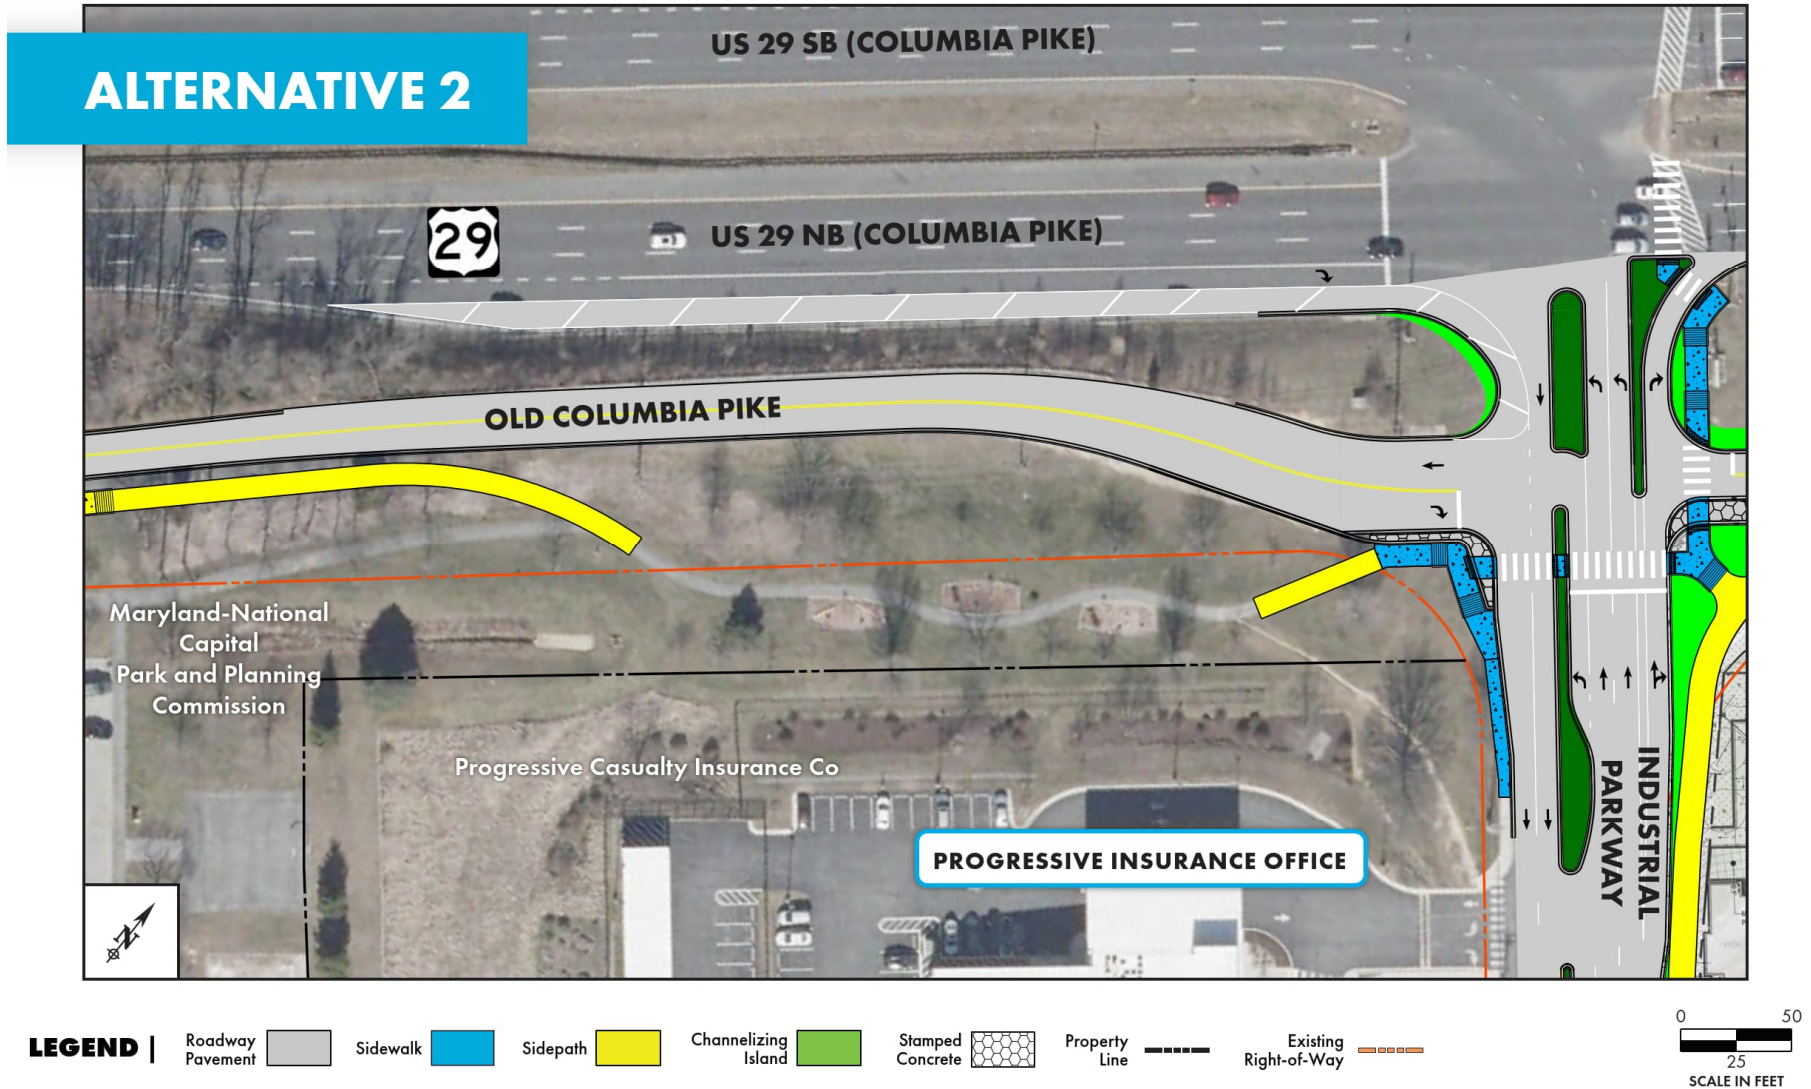 US 29 SB (COLUMBIA PIKE)
ALTERNATIVE 2
29
US 29 NB (COLUMBIA PIKE)
OLD COLUMBIA PIKE
Maryland-National
Capital
Park and Planning
Commission
Progressive Casualty Insurance Co
INDUSTRIAL
PARKWAY
PROGRESSIVE INSURANCE OFFICE
N
LEGEND |
Roadway
Pavement
Sidewalk
Sidepath
Channelizing
Island
Stamped
Concrete
Property
Line
Existing
Right-of-Way
0 50
25
SCALE IN FEET